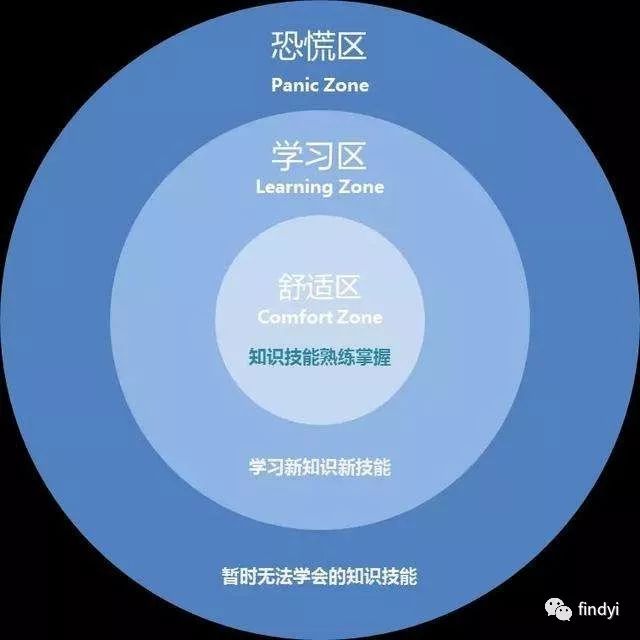 恐慌区
Panic Zone
学习区
Learning Zone
舒适区
Comfort Zone
知识技能熟练掌握
学习新知识新技能
暂时无法学会的知识技能
findyi